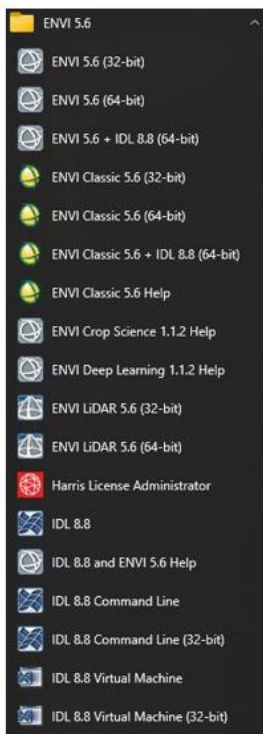 ENVI 5.6
ENVI 5.6 (32-bit)
ENVI 5.6 (64-bit)
ENVI 5.6 + IDL 8.8 (64-bit)
ENVI Classic 5.6 (32-bit)
ENVI Classic 5.6 (64-bit)
ENVI Classic 5.6 + IDL 8.8 (64-bit)
ENVI Classic 5.6 Help
ENVI Crop Science 1.1.2 Help
ENVI Deep Learning 1.1.2 Help
ENVI LiDAR 5.6 (32-bit)
ENVI LiDAR 5.6 (64-bit)
Harris License Administrator
IDL 8.8
IDL 8.8 and ENVI 5.6 Help
IDL 8.8 Command Line
IDL 8.8 Command Line (32-bit)
IDL 8.8 Virtual Machine
IDL 8.8 Virtual Machine (32-bit)